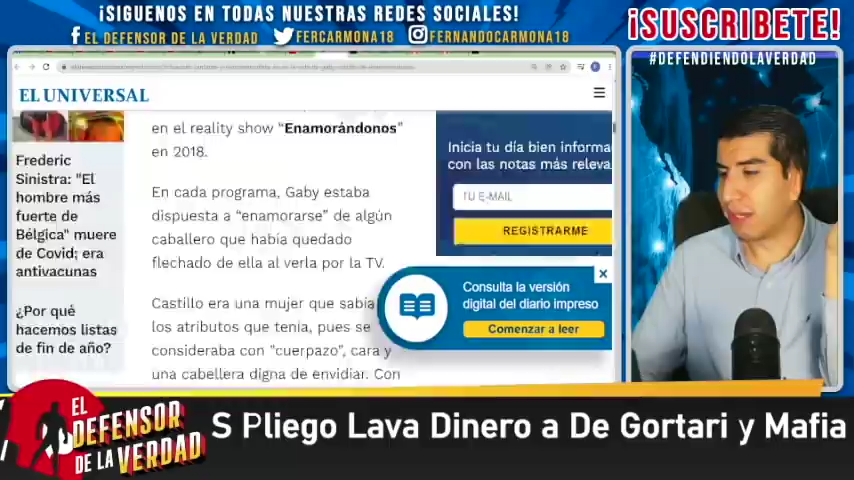 ¡SIGUENOS EN TODAS NUESTRAS REDES SOCIALES!
EL DEFENSOR DE LA VERDAD
FERCARMONA18
FERNANDOCARMONA18
¡SUSCRIBETE!
#DEFENDIENDOLAVERDAD
EL UNIVERSAL
Frederic
Sinistra: "El
hombre más
fuerte de
Bélgica" muere
de Covid; era
antivacunas
¿Por qué
hacemos listas
de fin de año?
en el reality show “Enamorándonos”
en 2018.
En cada programa, Gaby estaba
dispuesta a “enamorarse” de algún
caballero que había quedado
flechado de ella al verla por la TV.
Castillo era una mujer que sabía
los atributos que tenía, pues se
consideraba con “cuerpazo”, cara y
una cabellera digna de envidiar. Con
Inicia tu día bien informa
con las notas más releva
TU E-MAIL
REGISTRARME
Consulta la versión
digital del diario impreso
Comenzar a leer
EL
DEFENSOR
DE LA VERDAD
S Pliego Lava Dinero a De Gortari y Mafia